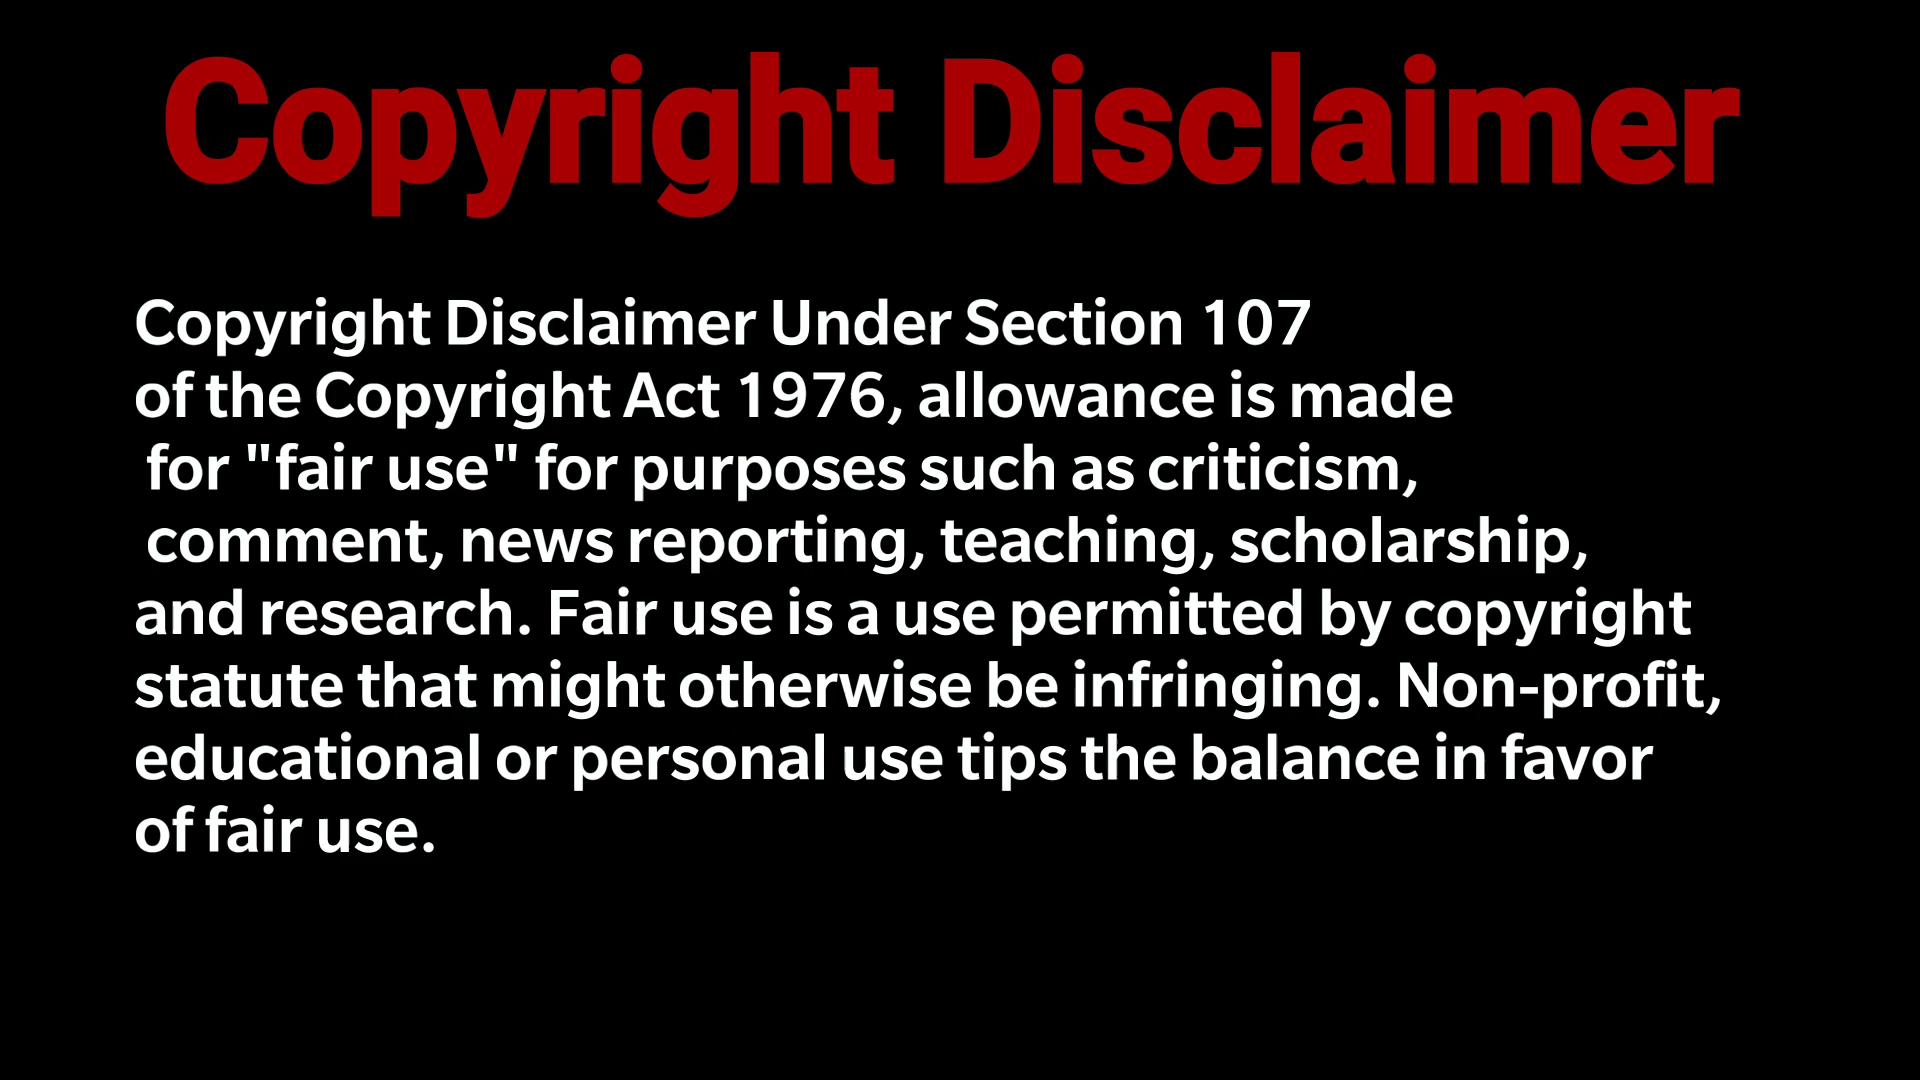 Copyright Disclaimer
Copyright Disclaimer Under Section 107
of the Copyright Act 1976, allowance is made
for "fair use" for purposes such as criticism,
comment, news reporting, teaching, scholarship,
and research. Fair use is a use permitted by copyright
statute that might otherwise be infringing. Non-profit,
educational or personal use tips the balance in favor
of fair use.